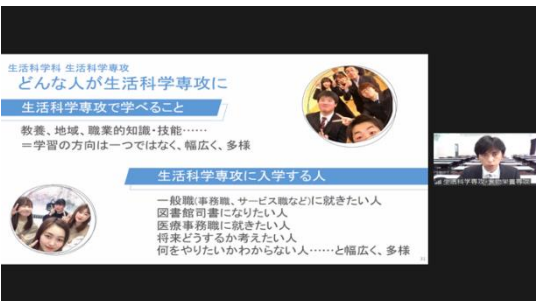 生活科学科 生活科学専攻
どんな人が生活科学専攻に
生活科学専攻で学べること
教養、地域、職業的知識・技能……
＝学習の方向は一つではなく、幅広く、多様
生活科学専攻に入学する人
一般職(事務職、サービス職など)に就きたい人
図書館司書になりたい人
医療事務職に就きたい人
将来どうするか考えたい人
何をやりたいかわからない人……と幅広く、多様